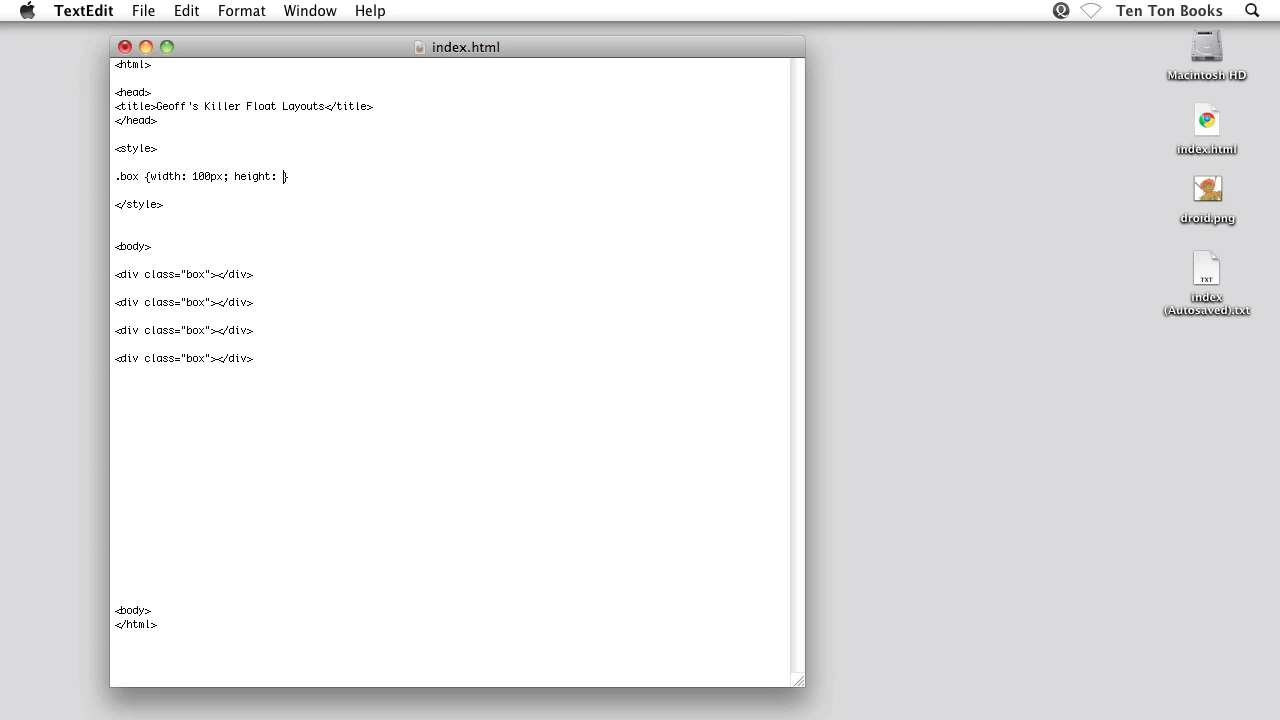 TextEdit File Edit Format Window Help Ten Ton Books
index.html
<html>
<head>
<title>Geoff's Killer Float Layouts</title>
</head>
<style>
.box {width: 100px; height: }
</style>
<body>
<div class="box"></div>
<div class="box"></div>
<div class="box"></div>
<div class="box"></div>
<body>
</html>
Macintosh HD
index.html
droid.png
TXT
index
(Autosaved).txt